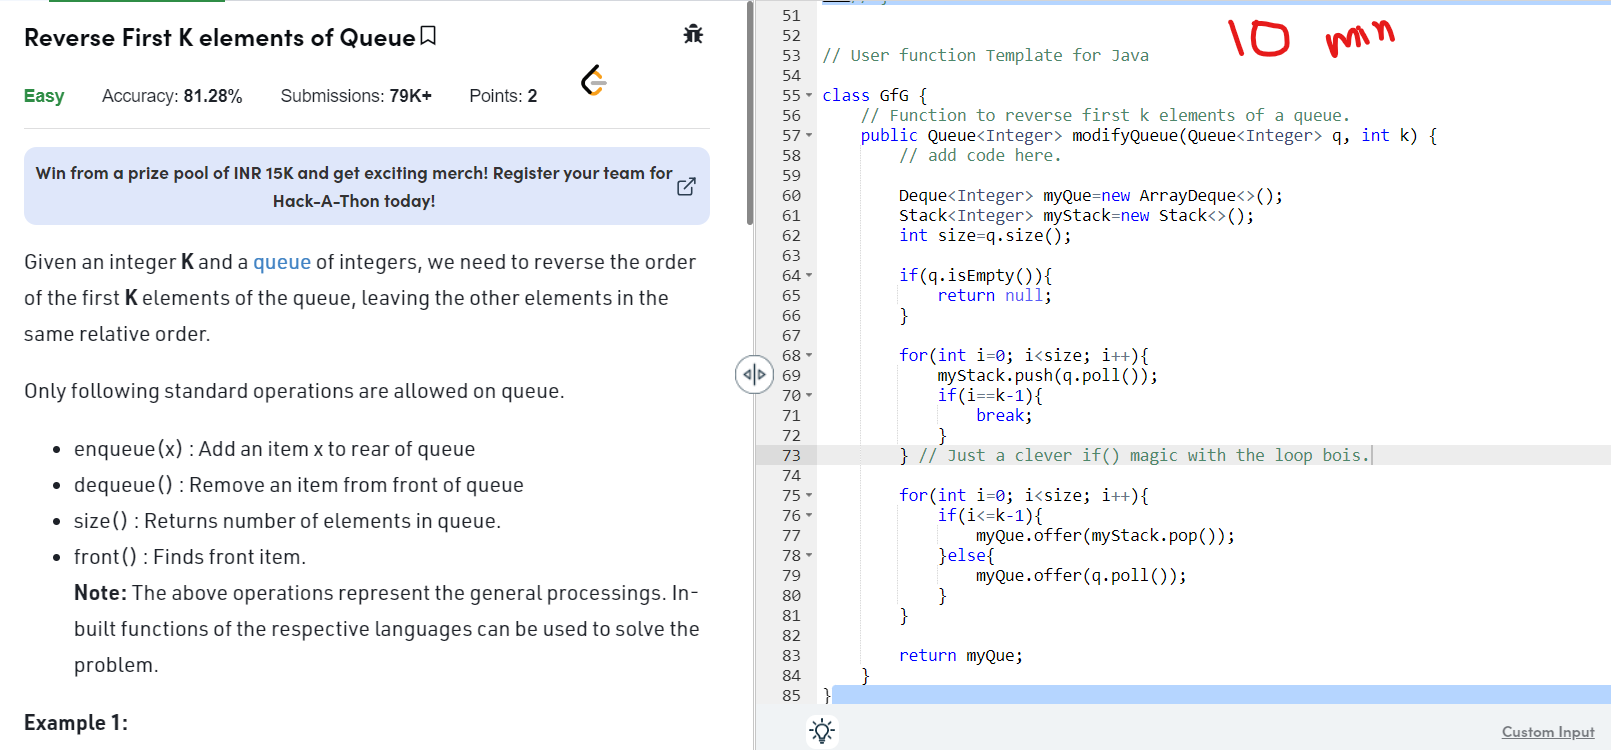 Reverse First K elements of Queue
Easy Accuracy: 81.28% Submissions: 79K+ Points: 2
Win from a prize pool of INR 15K and get exciting merch! Register your team for
Hack-A-Thon today!
Given an integer K and a queue of integers, we need to reverse the order
of the first K elements of the queue, leaving the other elements in the
same relative order.
Only following standard operations are allowed on queue.
• enqueue(x) : Add an item x to rear of queue
• dequeue() : Remove an item from front of queue
• size() : Returns number of elements in queue.
• front() : Finds front item.
Note: The above operations represent the general processings. In-
built functions of the respective languages can be used to solve the
problem.
Example 1:
10 min
51
52
53 // User function Template for Java
54
55 class GfG {
56     // Function to reverse first k elements of a queue.
57     public Queue<Integer> modifyQueue(Queue<Integer> q, int k) {
58         // add code here.
59
60         Deque<Integer> myQue=new ArrayDeque<>();
61         Stack<Integer> myStack=new Stack<>();
62         int size=q.size();
63
64         if(q.isEmpty()){
65             return null;
66         }
67
68         for(int i=0; i<size; i++){
69             myStack.push(q.poll());
70             if(i==k-1){
71                 break;
72             }
73         } // Just a clever if() magic with the loop bois.
74
75         for(int i=0; i<size; i++){
76             if(i<=k-1){
77                 myQue.offer(myStack.pop());
78             }else{
79                 myQue.offer(q.poll());
80             }
81         }
82
83         return myQue;
84     }
85 }
Custom Input